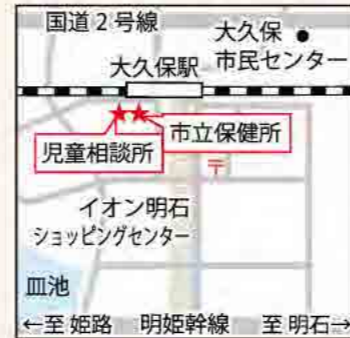 国道2号線
大久保
市民センター
大久保駅
児童相談所
市立保健所
〒
イオン明石
ショッピングセンター
皿池
←至 姫路
明姫幹線
至 明石→